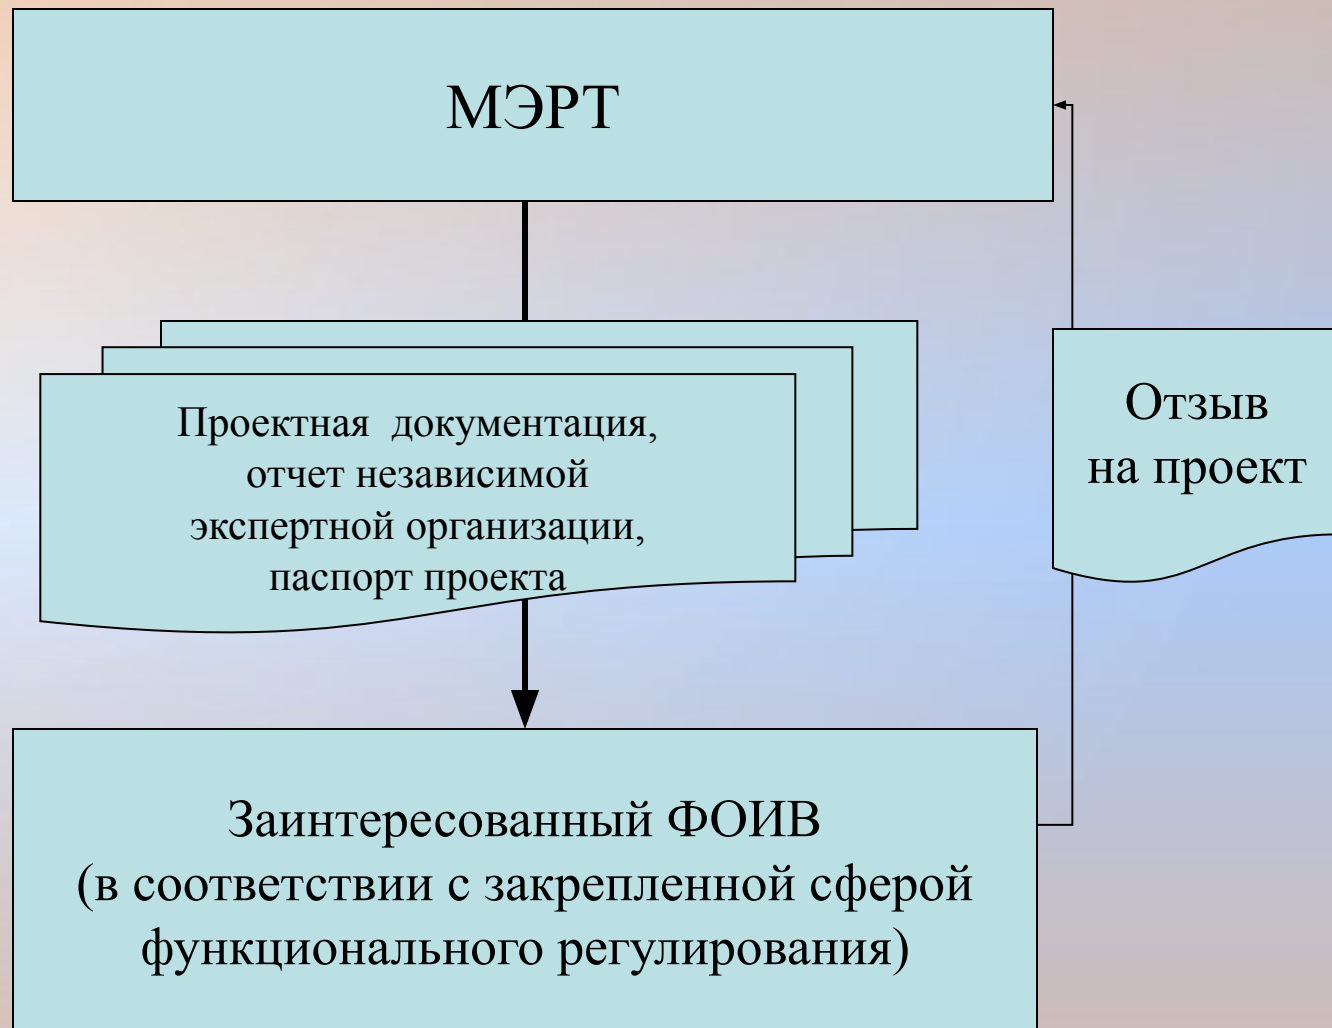 МЭРТ
Проектная документация,
отчет независимой
экспертной организации,
паспорт проекта
Отзыв
на проект
Заинтересованный ФОИВ
(в соответствии с закрепленной сферой
функционального регулирования)